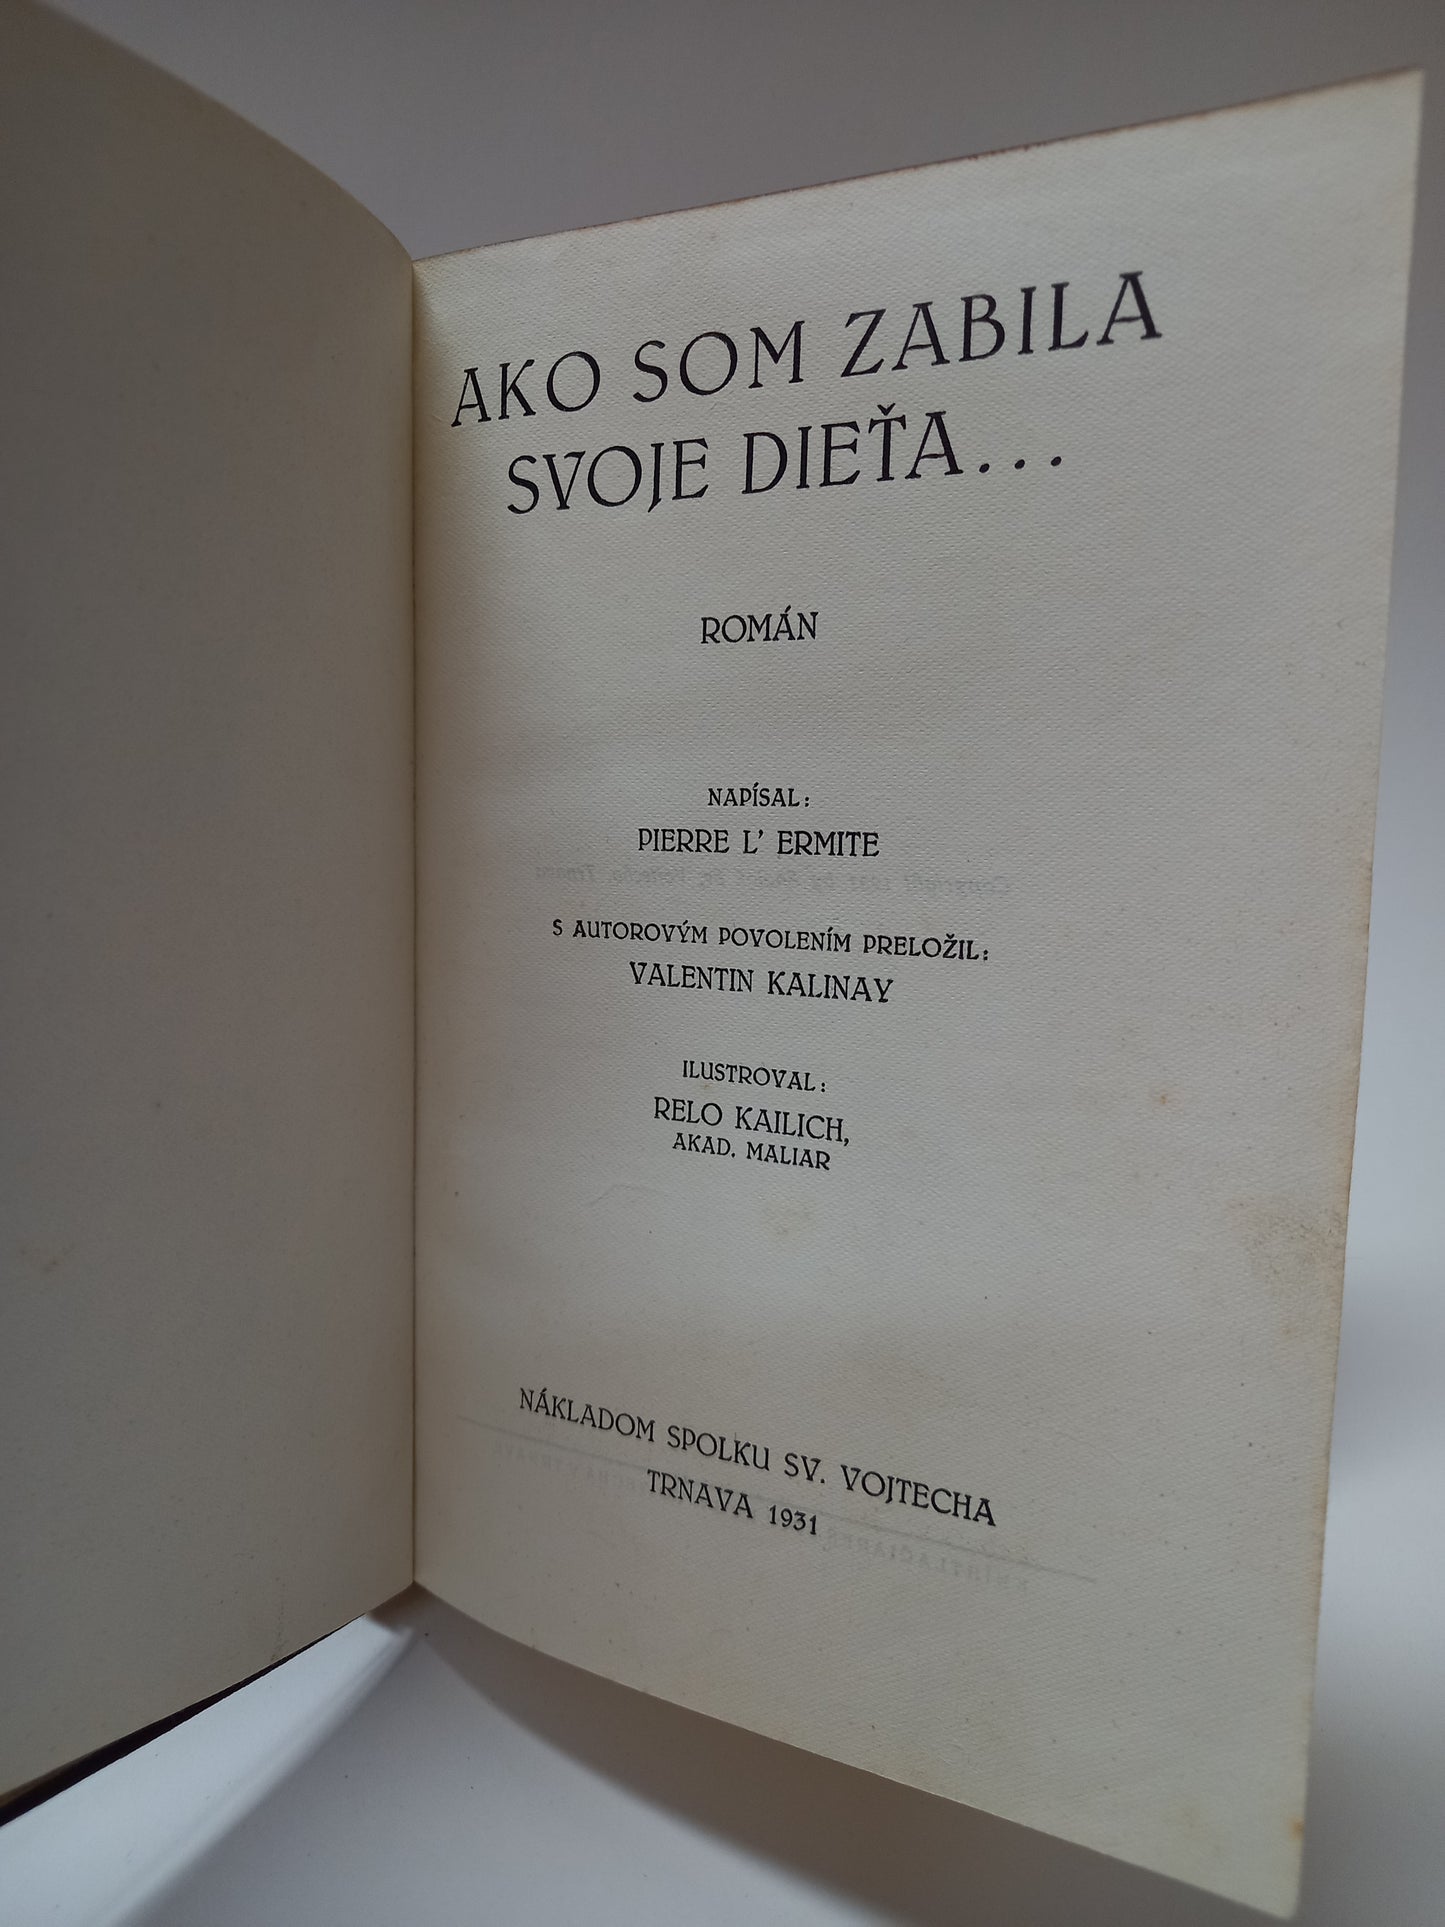 AKO SOM ZABILA
SVOJE DIEŤA...
ROMÁN
NAPÍSAL:
PIERRE L' ERMITE
S AUTOROVÝM POVOLENÍM PRELOŽIL:
VALENTIN KALINAY
ILUSTROVAL:
RELO KAILICH,
AKAD. MALIAR
NÁKLADOM SPOLKU SV. VOJTECHA
TRNAVA 1931